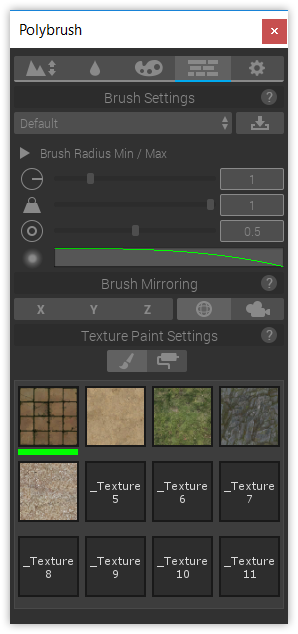 Polybrush
Brush Settings ?
Default
Brush Radius Min / Max
1
1
0.5
Brush Mirroring ?
X Y Z
Texture Paint Settings ?
_Texture
5
_Texture
6
_Texture
7
_Texture
8
_Texture
9
_Texture
10
_Texture
11